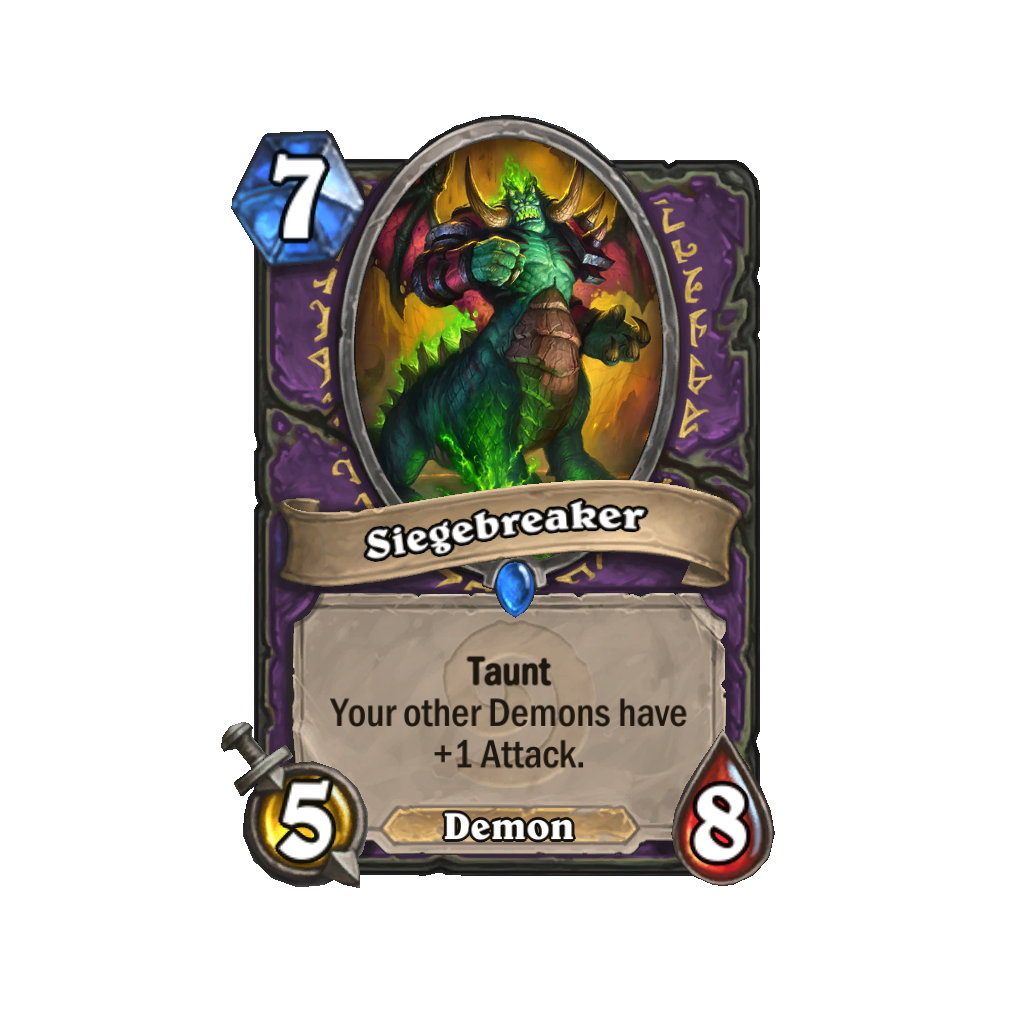 7
Siegebreaker
Taunt
Your other Demons have
+1 Attack.
5
Demon
8